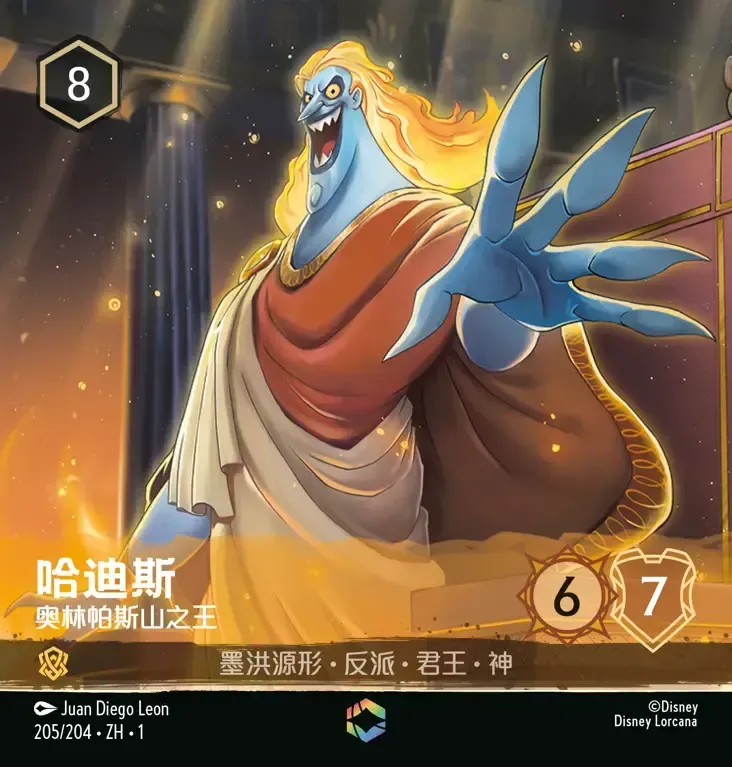 8
哈迪斯
奥林帕斯山之王
6
7
墨洪源形・反派・君王・神
Juan Diego Leon
205/204・ZH・1
©Disney
Disney Lorcana